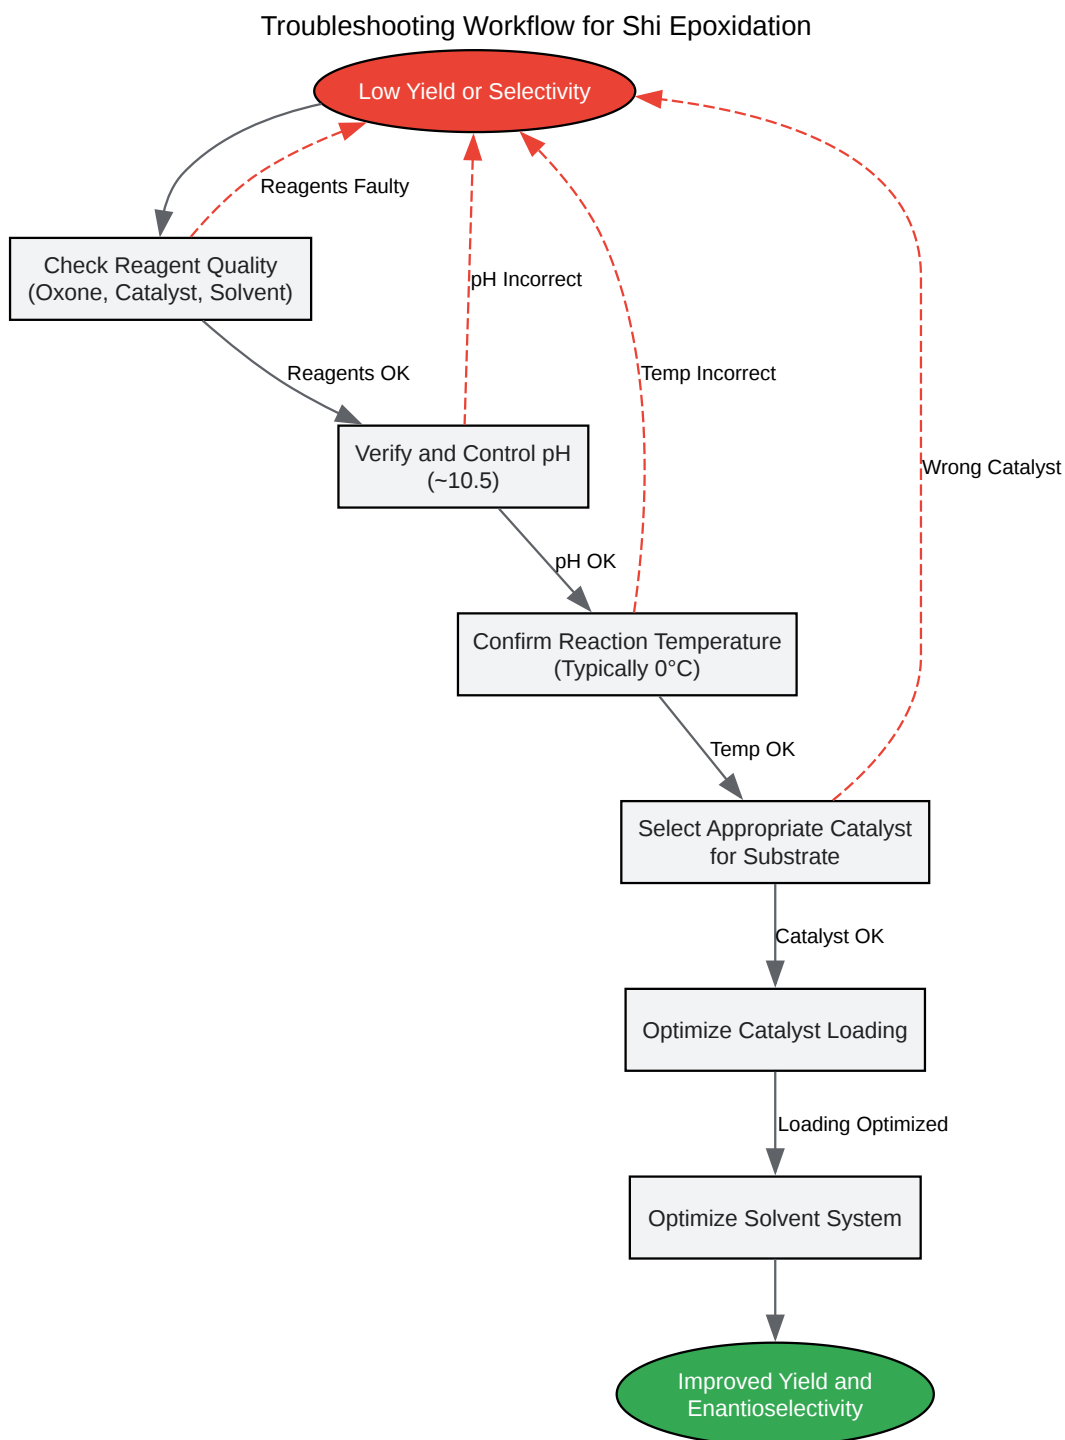 Troubleshooting Workflow for Shi Epoxidation
Low Yield or Selectivity
Reagents Faulty
Check Reagent Quality
(Oxone, Catalyst, Solvent)
pH Incorrect
Reagents OK
Temp Incorrect
Verify and Control pH
(~10.5)
Wrong Catalyst
pH OK
Confirm Reaction Temperature
(Typically 0°C)
Temp OK
Select Appropriate Catalyst
for Substrate
Catalyst OK
Optimize Catalyst Loading
Loading Optimized
Optimize Solvent System
Improved Yield and
Enantioselectivity